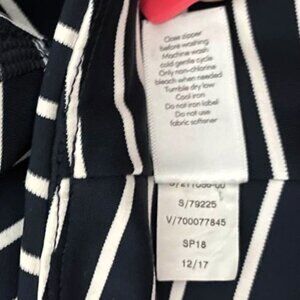 Close zipper
before washing
Machine wash
cold gentle cycle
Only non-chlorine
bleach when needed
Tumble dry low
Cool iron
Do not iron label
Do not use
fabric softener
S/79225
V/700077845
SP18
12/17